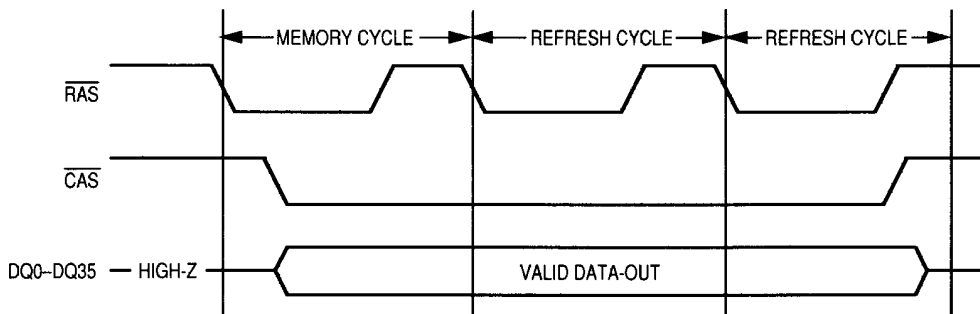 MEMORY CYCLE REFRESH CYCLE REFRESH CYCLE
RAS
CAS
DQ0–DQ35 HIGH-Z VALID DATA-OUT